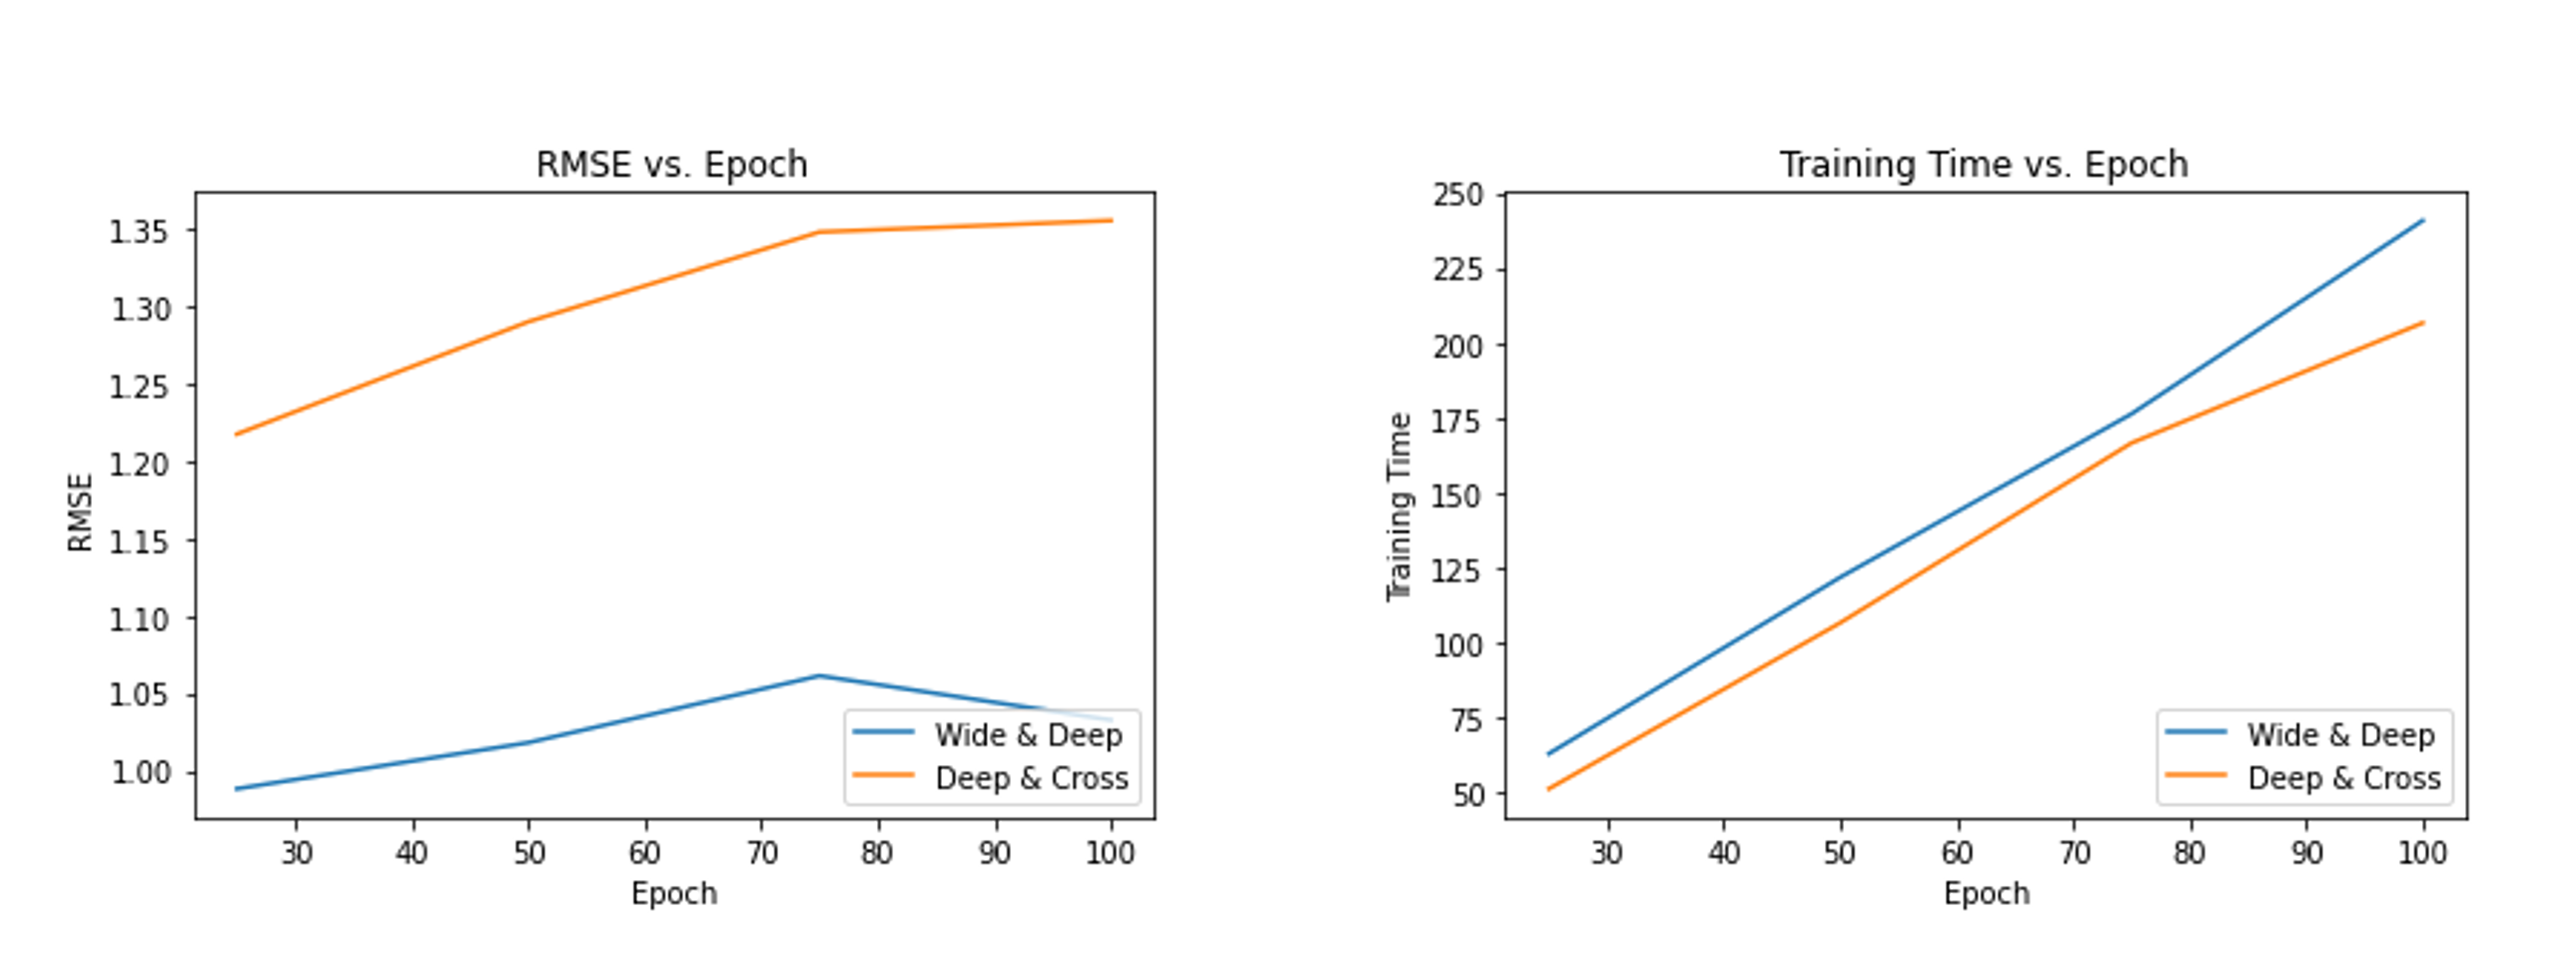 RMSE vs. Epoch
1.35
1.30
1.25
1.20
1.15
1.10
1.05
1.00
RMSE
30 40 50 60 70 80 90 100
Epoch
Wide & Deep
Deep & Cross
Training Time vs. Epoch
250
225
200
175
150
125
100
75
50
Training Time
30 40 50 60 70 80 90 100
Epoch
Wide & Deep
Deep & Cross